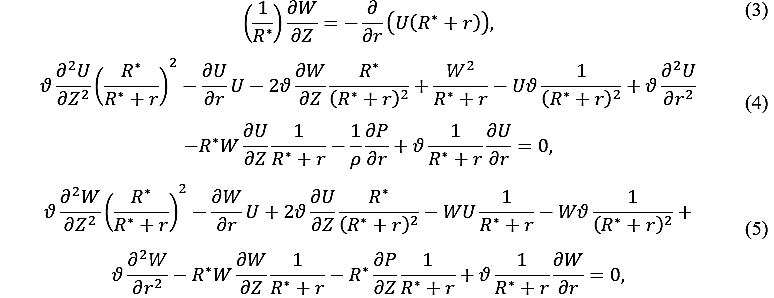 (1/R*) ∂W/∂Z = −∂/∂r (U(R* + r)), (3)
ϑ ∂²U/∂Z² (R*/(R* + r))² − ∂U/∂r U − 2ϑ ∂W/∂Z R*/(R* + r)² + W²/(R* + r) − Uϑ 1/(R* + r)² + ϑ ∂²U/∂r²
(4)
−R*W ∂U/∂Z 1/(R* + r) − 1/ρ ∂P/∂r + ϑ 1/(R* + r) ∂U/∂r = 0,
ϑ ∂²W/∂Z² (R*/(R* + r))² − ∂W/∂r U + 2ϑ ∂U/∂Z R*/(R* + r)² − WU 1/(R* + r) − Wϑ 1/(R* + r)² +
(5)
ϑ ∂²W/∂r² − R*W ∂W/∂Z 1/(R* + r) − R* ∂P/∂Z 1/(R* + r) + ϑ 1/(R* + r) ∂W/∂r = 0,